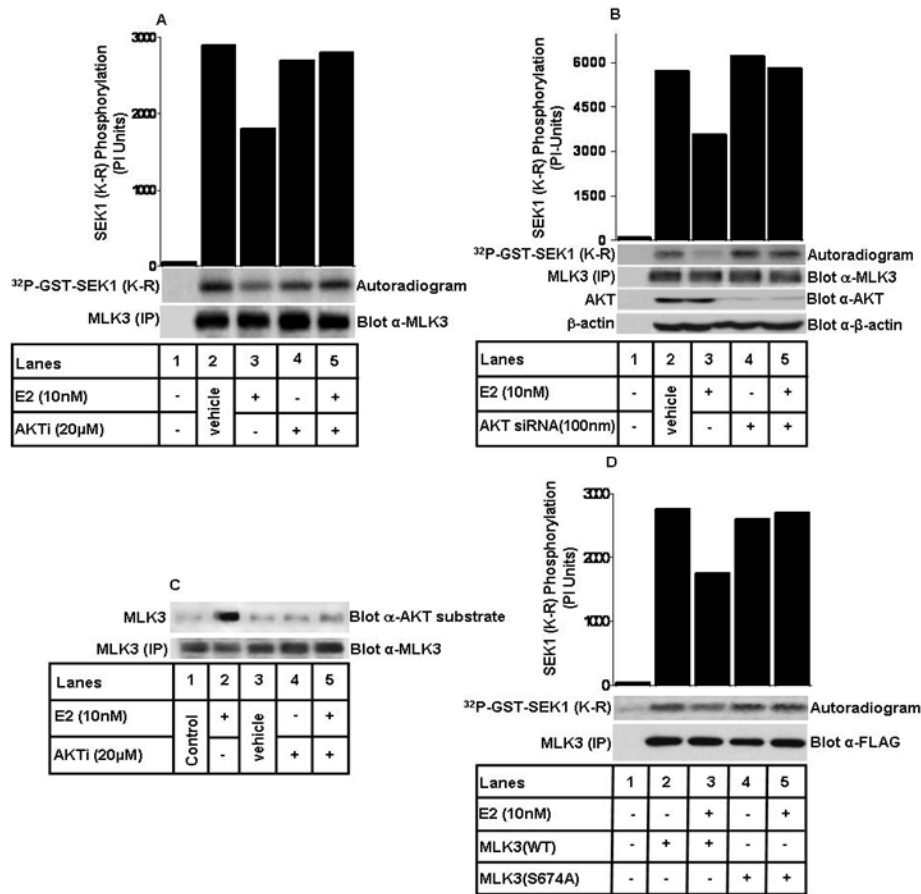 A
SEK1 (K-R) Phosphorylation
(PI Units)
3000
2000
1000
0
32P-GST-SEK1 (K-R)
Autoradiogram
MLK3 (IP)
Blot α-MLK3
Lanes 1 2 3 4 5
E2 (10nM) - vehicle + - +
AKTi (20µM) - - + +
B
SEK1 (K-R) Phosphorylation
(PI-Units)
6000
4500
3000
1500
0
32P-GST-SEK1 (K-R)
Autoradiogram
MLK3 (IP)
Blot α-MLK3
AKT
Blot α-AKT
β-actin
Blot α-β-actin
Lanes 1 2 3 4 5
E2 (10nM) - vehicle + - +
AKT siRNA(100nm) - - + +
C
MLK3
Blot α-AKT substrate
MLK3 (IP)
Blot α-MLK3
Lanes 1 2 3 4 5
E2 (10nM) Control + vehicle - +
AKTi (20µM) - + +
D
SEK1 (K-R) Phosphorylation
(PI Units)
3000
2000
1000
0
32P-GST-SEK1 (K-R)
Autoradiogram
MLK3 (IP)
Blot α-FLAG
Lanes 1 2 3 4 5
E2 (10nM) - - + - +
MLK3(WT) - + + - -
MLK3(S674A) - - - + +